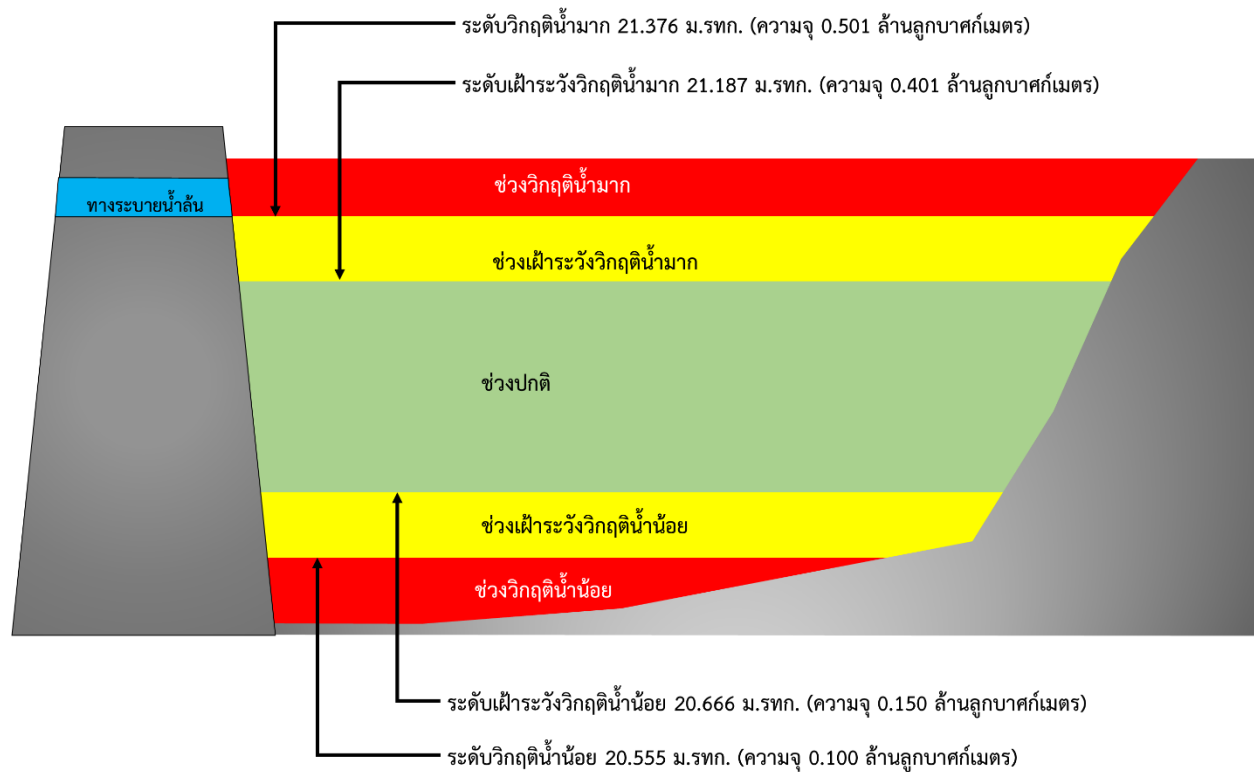 ระดับวิกฤติน้ำมาก 21.376 ม.รทก. (ความจุ 0.501 ล้านลูกบาศก์เมตร)
ระดับเฝ้าระวังวิกฤติน้ำมาก 21.187 ม.รทก. (ความจุ 0.401 ล้านลูกบาศก์เมตร)
ช่วงวิกฤติน้ำมาก
ทางระบายน้ำล้น
ช่วงเฝ้าระวังวิกฤติน้ำมาก
ช่วงปกติ
ช่วงเฝ้าระวังวิกฤติน้ำน้อย
ช่วงวิกฤติน้ำน้อย
ระดับเฝ้าระวังวิกฤติน้ำน้อย 20.666 ม.รทก. (ความจุ 0.150 ล้านลูกบาศก์เมตร)
ระดับวิกฤติน้ำน้อย 20.555 ม.รทก. (ความจุ 0.100 ล้านลูกบาศก์เมตร)